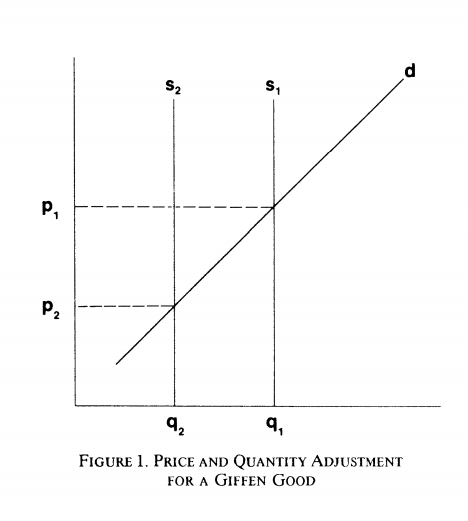 d
s₂ s₁
p₁
p₂
q₂ q₁
FIGURE 1. PRICE AND QUANTITY ADJUSTMENT
FOR A GIFFEN GOOD